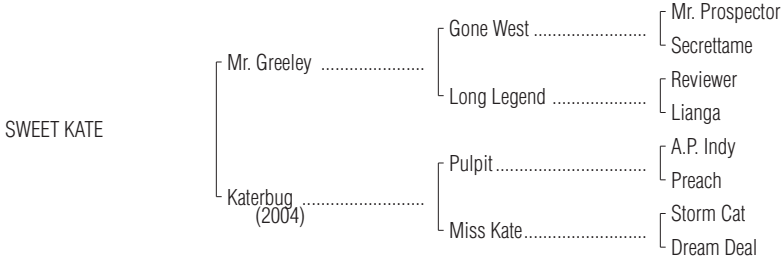 Mr. Prospector
Gone West ........................
Secrettame
Mr. Greeley ......................
Reviewer
Long Legend ....................
Lianga
SWEET KATE
A.P. Indy
Pulpit................................
Preach
Katerbug ..........................
(2004)
Storm Cat
Miss Kate..........................
Dream Deal